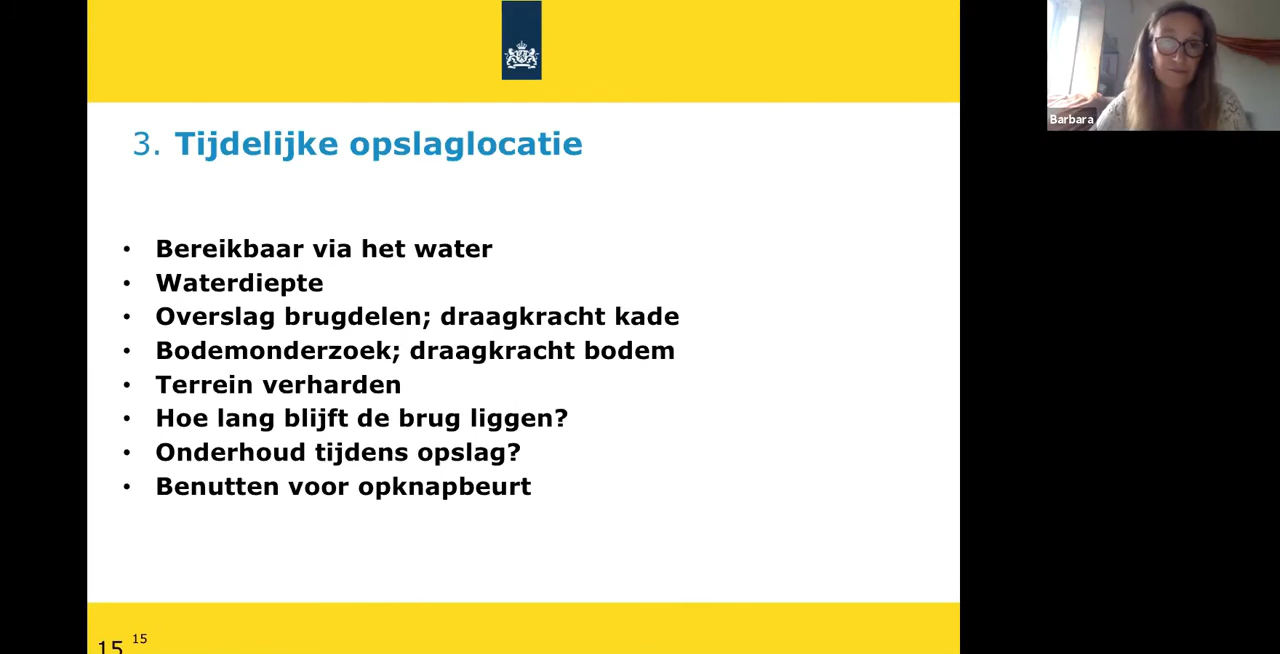 3. Tijdelijke opslaglocatie
• Bereikbaar via het water
• Waterdiepte
• Overslag brugdelen; draagkracht kade
• Bodemonderzoek; draagkracht bodem
• Terrein verharden
• Hoe lang blijft de brug liggen?
• Onderhoud tijdens opslag?
• Benutten voor opknapbeurt
15 15
Barbara